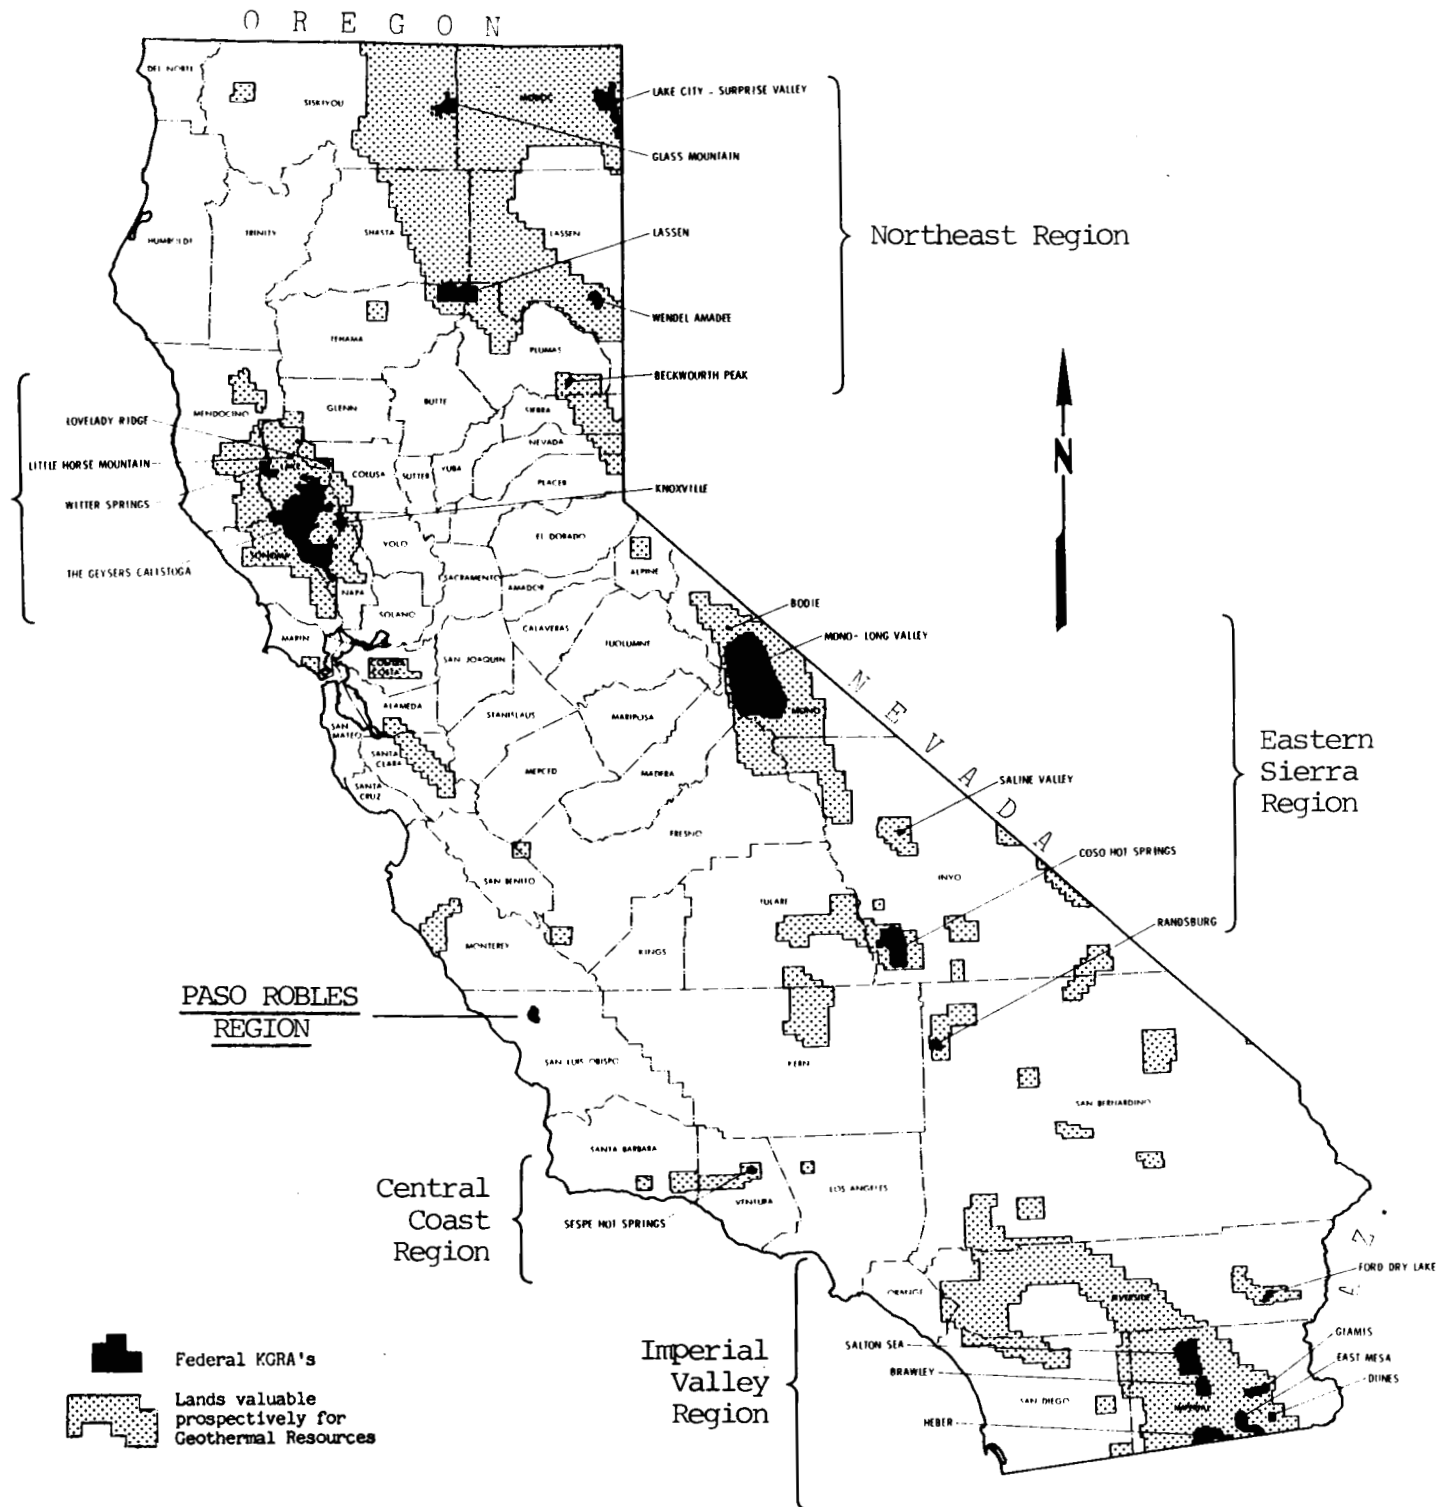 OREGON
DEL NORTE
SISKIYOU
MODOC
LAKE CITY - SURPRISE VALLEY
GLASS MOUNTAIN
HUMBOLDT
TRINITY
SHASTA
LASSEN
LASSEN
Northeast Region
TEHAMA
WENDEL AMADEE
PLUMAS
BECKWOURTH PEAK
MENDOCINO
GLENN
BUTTE
SIERRA
LOVELADY RIDGE
NEVADA
LITTLE HORSE MOUNTAIN
LAKE
COLUSA
SUTTER
YUBA
PLACER
WITTER SPRINGS
KNOXVILLE
N
SONOMA
YOLO
EL DORADO
THE GEYSERS CALISTOGA
NAPA
SACRAMENTO
AMADOR
ALPINE
SOLANO
BODIE
MARIN
CALAVERAS
TUOLUMNE
MONO - LONG VALLEY
CONTRA
COSTA
SAN JOAQUIN
ALAMEDA
STANISLAUS
MARIPOSA
MONO
NEVADA
SAN
MATEO
SANTA
CLARA
MERCED
MADERA
SANTA
CRUZ
SALINE VALLEY
Eastern
Sierra
Region
FRESNO
COSO HOT SPRINGS
SAN BENITO
INYO
TULARE
RANDSBURG
MONTEREY
KINGS
PASO ROBLES
REGION
SAN LUIS OBISPO
KERN
SAN BERNARDINO
SANTA BARBARA
Central
Coast
Region
VENTURA
LOS ANGELES
SESPE HOT SPRINGS
FORD DRY LAKE
ORANGE
RIVERSIDE
GLAMIS
SALTON SEA
EAST MESA
Imperial
Valley
Region
BRAWLEY
DUNES
SAN DIEGO
IMPERIAL
HEBER
Federal KGRA's
Lands valuable
prospectively for
Geothermal Resources